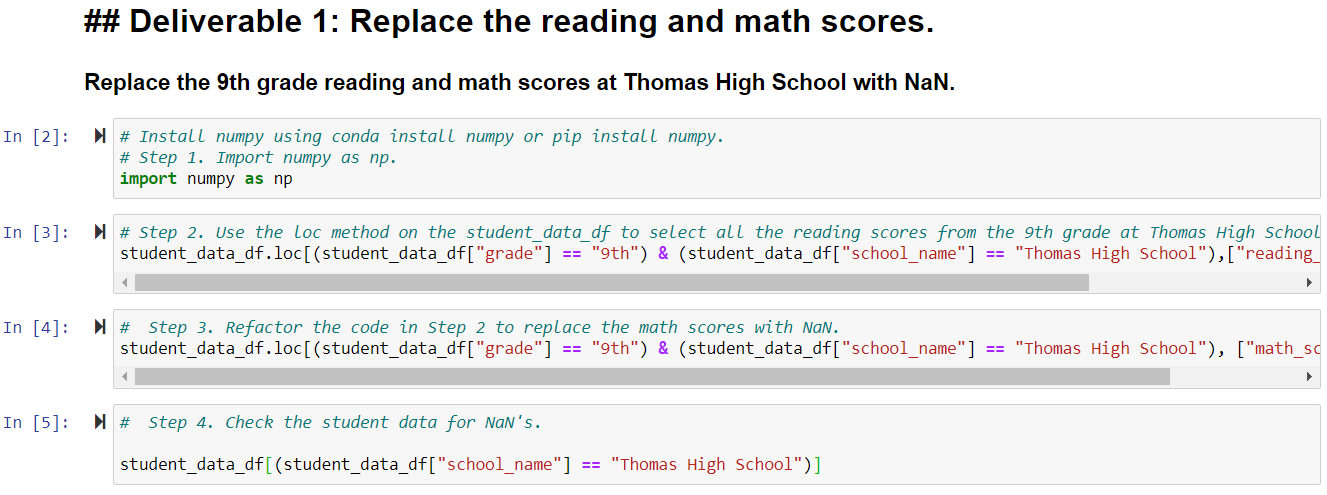 ## Deliverable 1: Replace the reading and math scores.
Replace the 9th grade reading and math scores at Thomas High School with NaN.
In [2]:
# Install numpy using conda install numpy or pip install numpy.
# Step 1. Import numpy as np.
import numpy as np
In [3]:
# Step 2. Use the loc method on the student_data_df to select all the reading scores from the 9th grade at Thomas High School
student_data_df.loc[(student_data_df["grade"] == "9th") & (student_data_df["school_name"] == "Thomas High School"),["reading_
In [4]:
#  Step 3. Refactor the code in Step 2 to replace the math scores with NaN.
student_data_df.loc[(student_data_df["grade"] == "9th") & (student_data_df["school_name"] == "Thomas High School"), ["math_sc
In [5]:
#  Step 4. Check the student data for NaN's.
student_data_df[(student_data_df["school_name"] == "Thomas High School")]